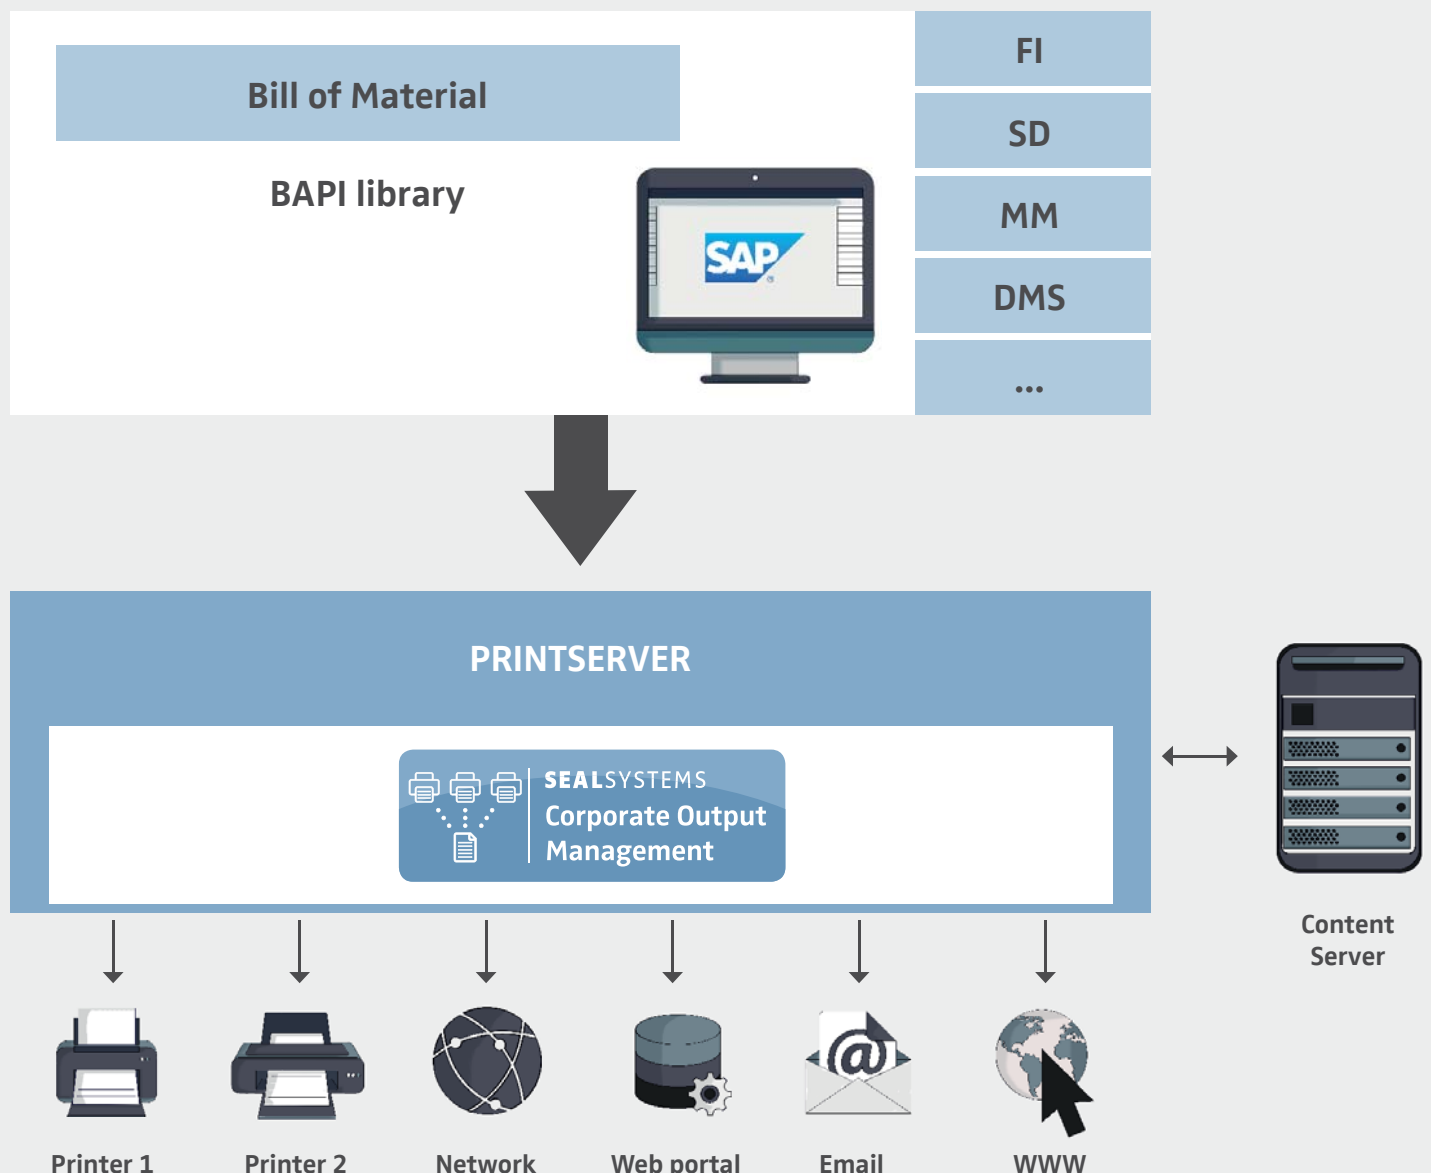 Bill of Material
BAPI library
SAP
®
FI
SD
MM
DMS
...
PRINTSERVER
SEALSYSTEMS
Corporate Output
Management
Content
Server
@
Printer 1
Printer 2
Network
Web portal
Email
WWW